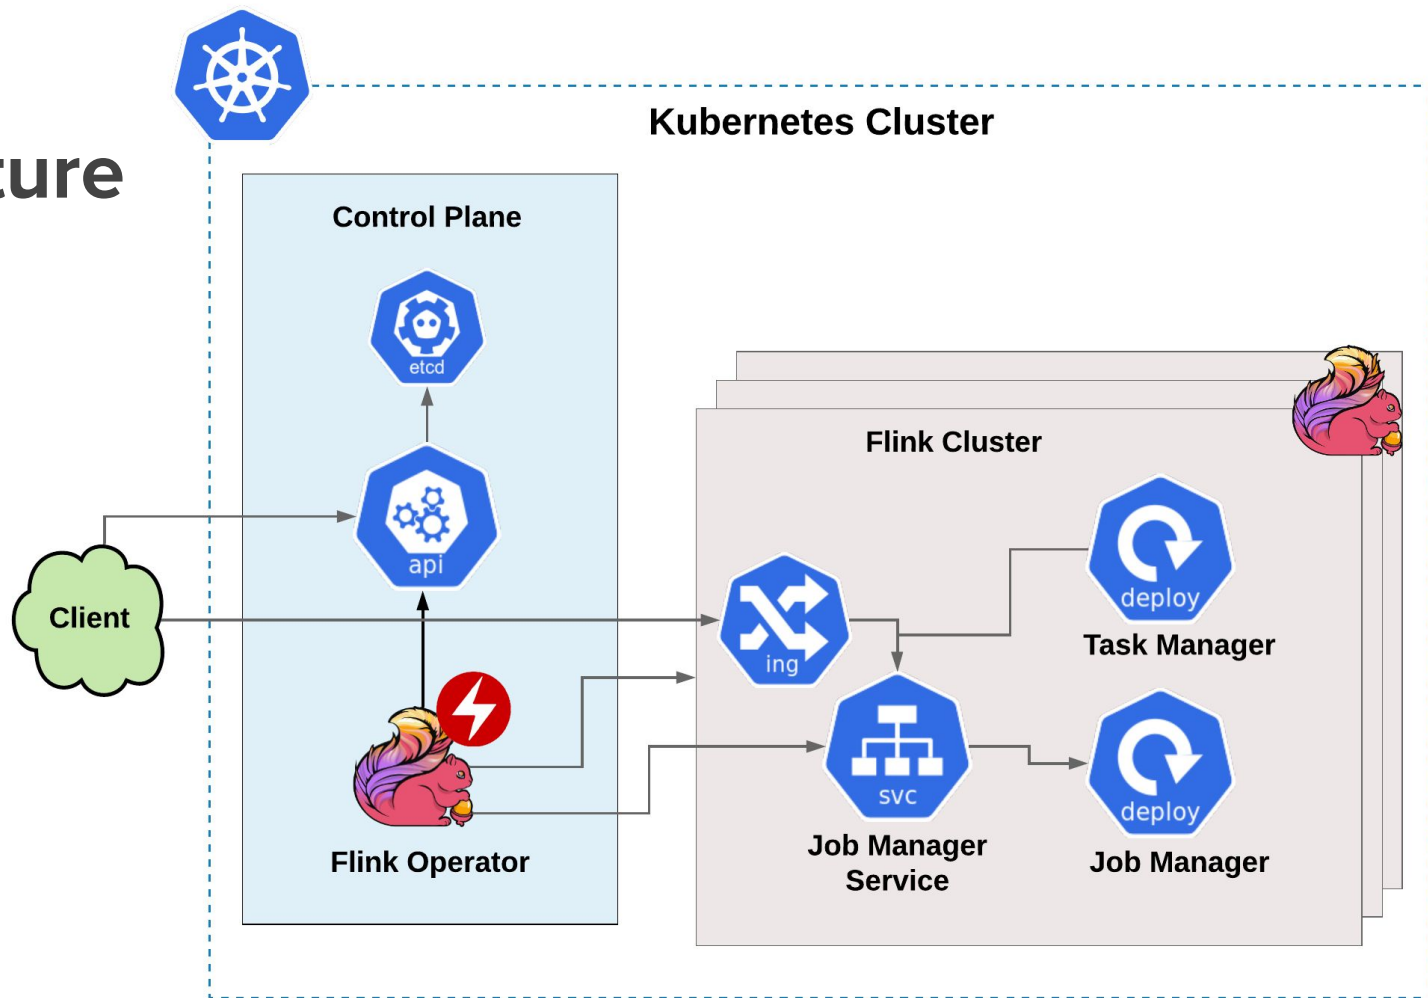 Kubernetes Cluster
ture
Control Plane
etcd
api
Client
Flink Operator
Flink Cluster
ing
deploy
Task Manager
svc
Job Manager
Service
deploy
Job Manager